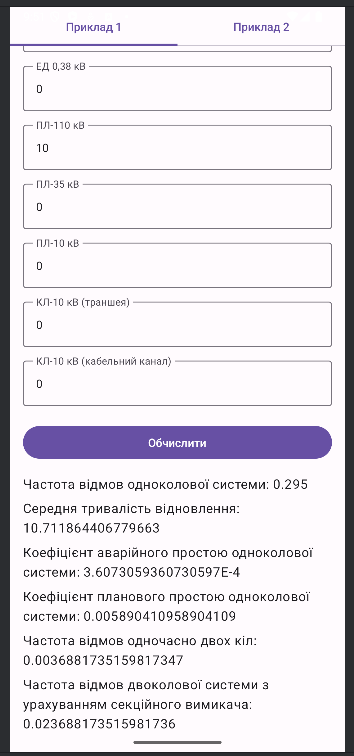 Приклад 1
Приклад 2
ЕД 0,38 кВ
0
ПЛ-110 кВ
10
ПЛ-35 кВ
0
ПЛ-10 кВ
0
КЛ-10 кВ (траншея)
0
КЛ-10 кВ (кабельний канал)
0
Обчислити
Частота відмов одноколової системи: 0.295
Середня тривалість відновлення:
10.711864406779663
Коефіцієнт аварійного простою одноколової
системи: 3.6073059360730597E-4
Коефіцієнт планового простою одноколової
системи: 0.005890410958904109
Частота відмов одночасно двох кіл:
0.0036881735159817347
Частота відмов двоколової системи з
урахуванням секційного вимикача:
0.023688173515981736